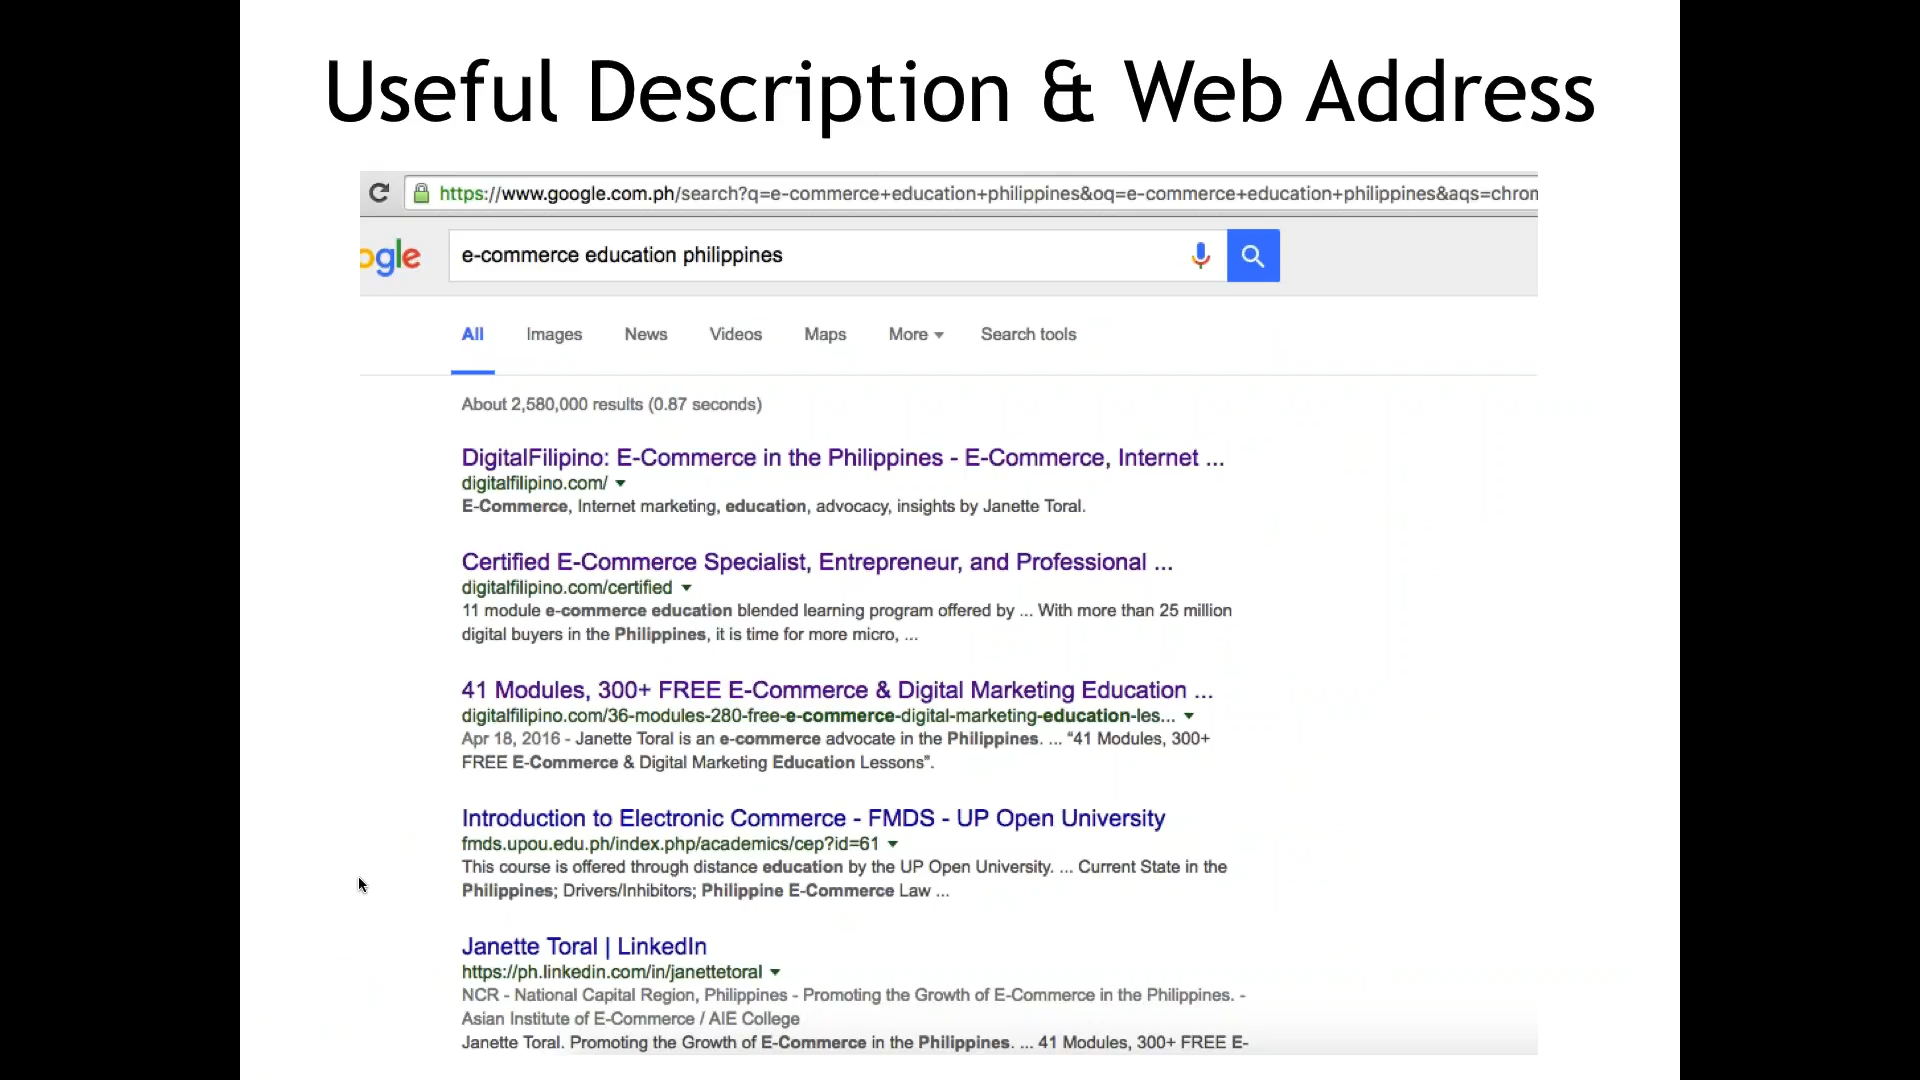 Useful Description & Web Address
https://www.google.com.ph/search?q=e-commerce+education+philippines&oq=e-commerce+education+philippines&aqs=chrom
ogle
e-commerce education philippines
All Images News Videos Maps More Search tools
About 2,580,000 results (0.87 seconds)
DigitalFilipino: E-Commerce in the Philippines - E-Commerce, Internet ...
digitalfilipino.com/
E-Commerce, Internet marketing, education, advocacy, insights by Janette Toral.
Certified E-Commerce Specialist, Entrepreneur, and Professional ...
digitalfilipino.com/certified
11 module e-commerce education blended learning program offered by ... With more than 25 million
digital buyers in the Philippines, it is time for more micro, ...
41 Modules, 300+ FREE E-Commerce & Digital Marketing Education ...
digitalfilipino.com/36-modules-280-free-e-commerce-digital-marketing-education-les...
Apr 18, 2016 - Janette Toral is an e-commerce advocate in the Philippines. ... “41 Modules, 300+
FREE E-Commerce & Digital Marketing Education Lessons”.
Introduction to Electronic Commerce - FMDS - UP Open University
fmds.upou.edu.ph/index.php/academics/cep?id=61
This course is offered through distance education by the UP Open University. ... Current State in the
Philippines; Drivers/Inhibitors; Philippine E-Commerce Law ...
Janette Toral | LinkedIn
https://ph.linkedin.com/in/janettetoral
NCR - National Capital Region, Philippines - Promoting the Growth of E-Commerce in the Philippines. -
Asian Institute of E-Commerce / AIE College
Janette Toral. Promoting the Growth of E-Commerce in the Philippines. ... 41 Modules, 300+ FREE E-